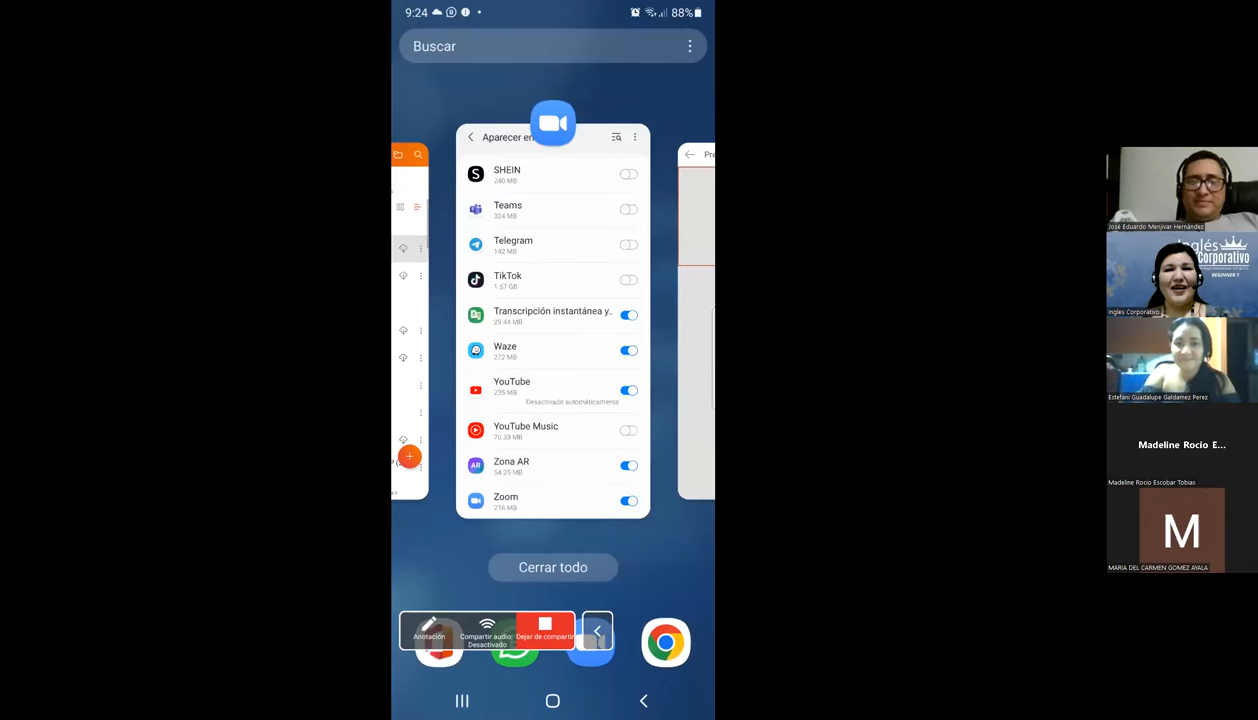 9:24
88%
Buscar
Aparecer en
SHEIN
240 MB
Teams
324 MB
Telegram
142 MB
TikTok
1.57 GB
Transcripción instantánea y..
29.44 MB
Waze
272 MB
YouTube
235 MB
Desactivado automáticamente
YouTube Music
70.33 MB
AR
Zona AR
54.25 MB
Zoom
216 MB
Pre
Cerrar todo
Anotación
Compartir audio:
Desactivado
Dejar de compartir
José Eduardo Menjívar Hernández
Inglés
Corporativo
BEGINNER 1
Ingles Corporativo
Estefani Guadalupe Galdamez Perez
Madeline Rocio E...
Madeline Rocio Escobar Tobias
M
MARIA DEL CARMEN GOMEZ AYALA